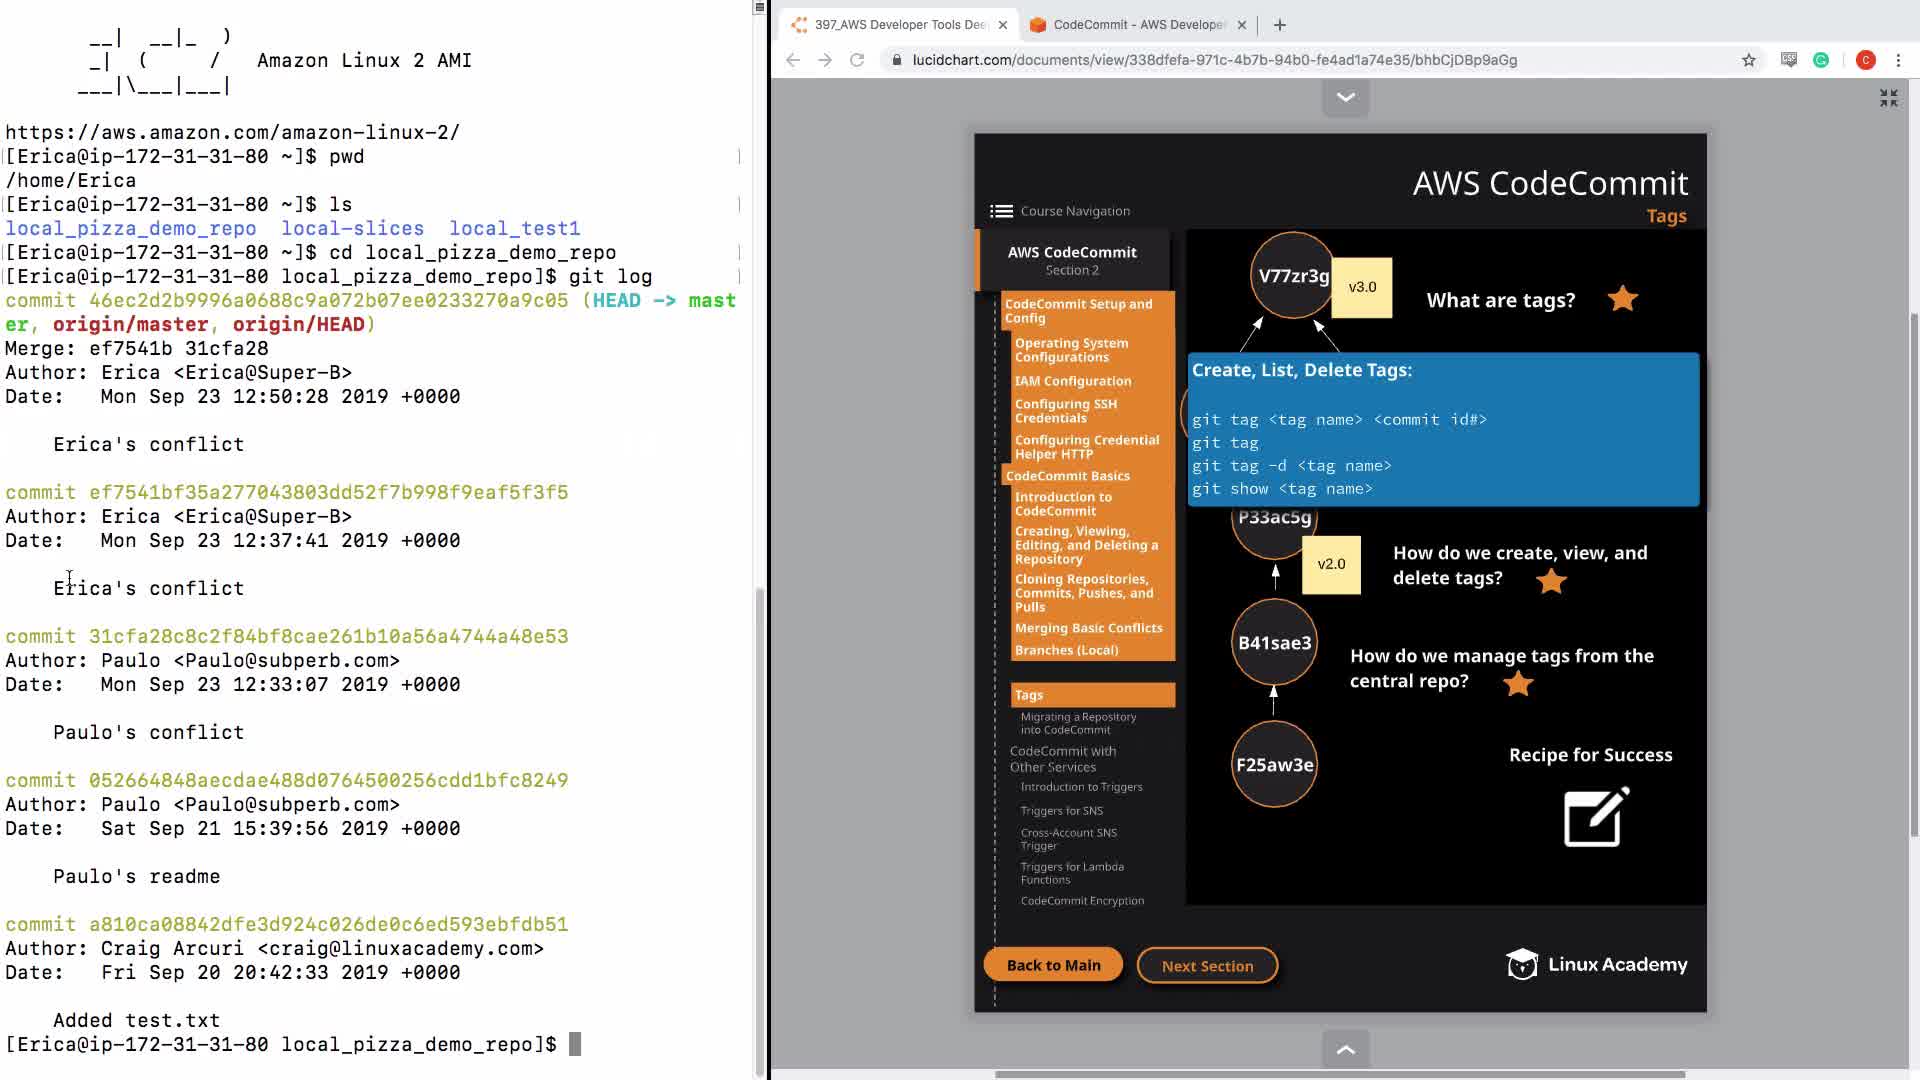 __|  __|_  )
_|  (     /   Amazon Linux 2 AMI
___|\___|___|
https://aws.amazon.com/amazon-linux-2/
[Erica@ip-172-31-31-80 ~]$ pwd
/home/Erica
[Erica@ip-172-31-31-80 ~]$ ls
local_pizza_demo_repo  local-slices  local_test1
[Erica@ip-172-31-31-80 ~]$ cd local_pizza_demo_repo
[Erica@ip-172-31-31-80 local_pizza_demo_repo]$ git log
commit 46ec2d2b9996a0688c9a072b07ee0233270a9c05 (HEAD -> mast
er, origin/master, origin/HEAD)
Merge: ef7541b 31cfa28
Author: Erica <Erica@Super-B>
Date:   Mon Sep 23 12:50:28 2019 +0000
Erica's conflict
commit ef7541bf35a277043803dd52f7b998f9eaf5f3f5
Author: Erica <Erica@Super-B>
Date:   Mon Sep 23 12:37:41 2019 +0000
Erica's conflict
commit 31cfa28c8c2f84bf8cae261b10a56a4744a48e53
Author: Paulo <Paulo@subperb.com>
Date:   Mon Sep 23 12:33:07 2019 +0000
Paulo's conflict
commit 052664848aecdae488d0764500256cdd1bfc8249
Author: Paulo <Paulo@subperb.com>
Date:   Sat Sep 21 15:39:56 2019 +0000
Paulo's readme
commit a810ca08842dfe3d924c026de0c6ed593ebfdb51
Author: Craig Arcuri <craig@linuxacademy.com>
Date:   Fri Sep 20 20:42:33 2019 +0000
Added test.txt
[Erica@ip-172-31-31-80 local_pizza_demo_repo]$
397_AWS Developer Tools Dee
CodeCommit - AWS Developer
lucidchart.com/documents/view/338dfefa-971c-4b7b-94b0-fe4ad1a74e35/bhbCjDBp9aGg
C
AWS CodeCommit
Tags
Course Navigation
AWS CodeCommit
Section 2
CodeCommit Setup and
Config
Operating System
Configurations
IAM Configuration
Configuring SSH
Credentials
Configuring Credential
Helper HTTP
CodeCommit Basics
Introduction to
CodeCommit
Creating, Viewing,
Editing, and Deleting a
Repository
Cloning Repositories,
Commits, Pushes, and
Pulls
Merging Basic Conflicts
Branches (Local)
Tags
Migrating a Repository
into CodeCommit
CodeCommit with
Other Services
Introduction to Triggers
Triggers for SNS
Cross-Account SNS
Trigger
Triggers for Lambda
Functions
CodeCommit Encryption
V77zr3g
v3.0
What are tags?
Create, List, Delete Tags:
git tag <tag name> <commit id#>
git tag
git tag -d <tag name>
git show <tag name>
P33ac5g
v2.0
How do we create, view, and
delete tags?
B41sae3
How do we manage tags from the
central repo?
F25aw3e
Recipe for Success
Back to Main
Next Section
Linux Academy